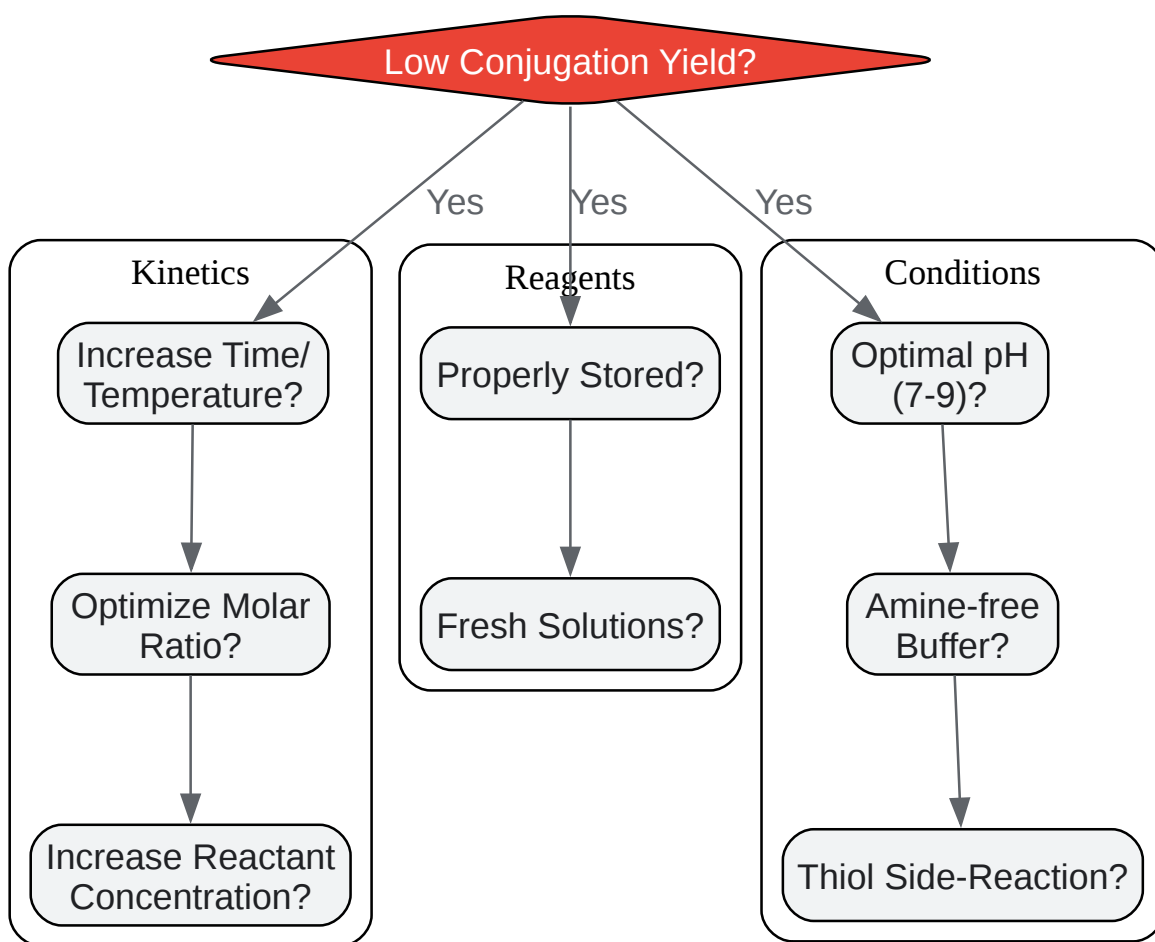 Low Conjugation Yield?
Yes
Yes
Yes
Kinetics
Reagents
Conditions
Increase Time/
Temperature?
Properly Stored?
Optimal pH
(7-9)?
Optimize Molar
Ratio?
Fresh Solutions?
Amine-free
Buffer?
Increase Reactant
Concentration?
Thiol Side-Reaction?